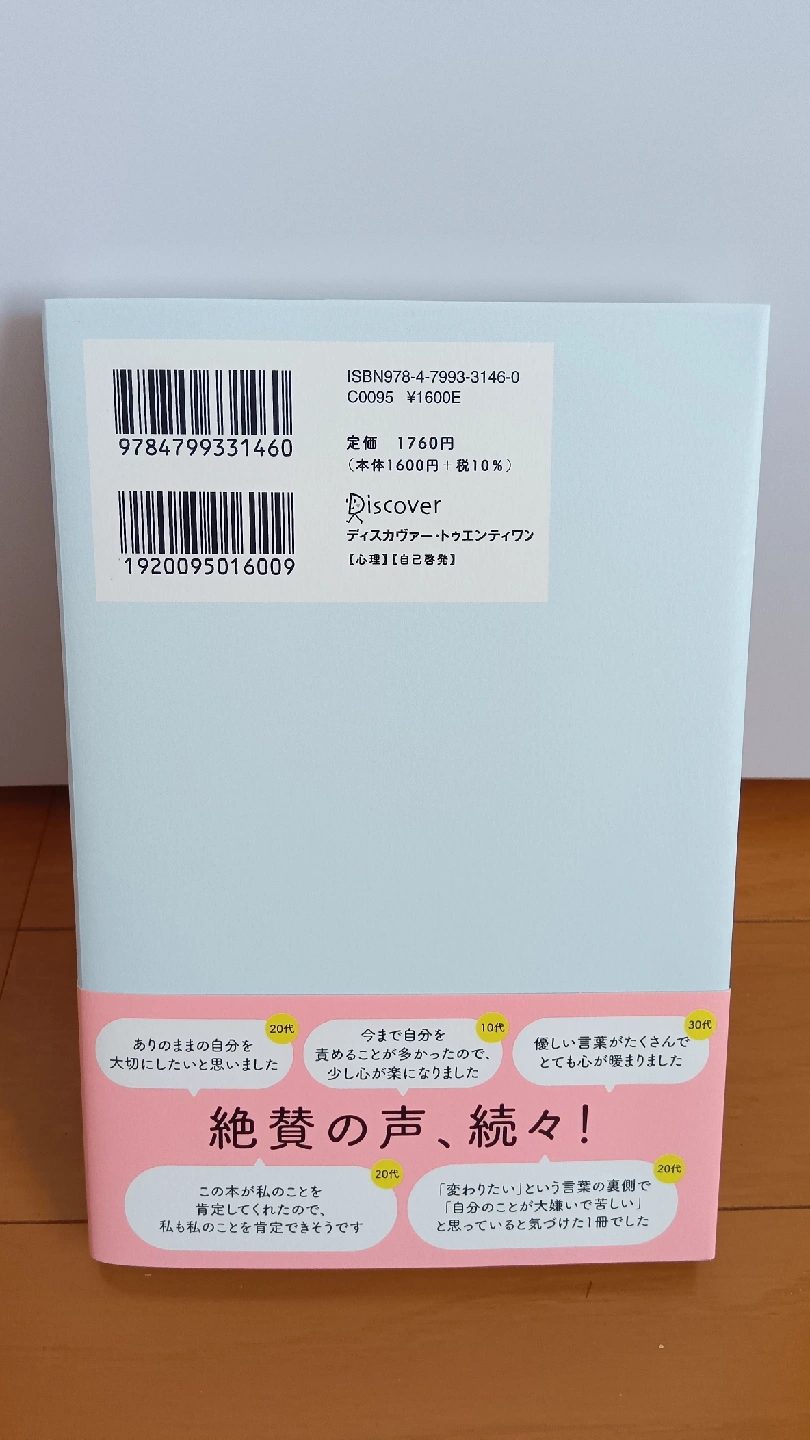 9784799331460
ISBN978-4-7993-3146-0
C0095 ¥1600E
定価 1760円
(本体1600円+税10%)
1920095016009
Discover
ディスカヴァー・トゥエンティワン
【心理】【自己啓発】
20代
ありのままの自分を
大切にしたいと思いました
10代
今まで自分を
責めることが多かったので、
少し心が楽になりました
30代
優しい言葉がたくさんで
とても心が暖まりました
絶賛の声、続々!
20代
この本が私のことを
肯定してくれたので、
私も私のことを肯定できそうです
20代
「変わりたい」という言葉の裏側で
「自分のことが大嫌いで苦しい」
と思っていると気づけた1冊でした